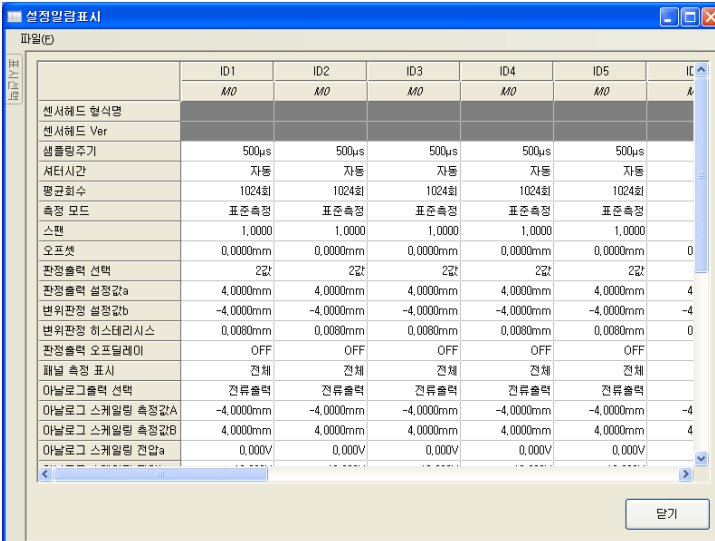 설정일람표시
파일(F)
표시선택
ID1 ID2 ID3 ID4 ID5
M0 M0 M0 M0 M0
센서헤드 형식명
센서헤드 Ver
샘플링주기 500μs 500μs 500μs 500μs 500μs
셔터시간 자동 자동 자동 자동 자동
평균회수 1024회 1024회 1024회 1024회 1024회
측정 모드 표준측정 표준측정 표준측정 표준측정 표준측정
스팬 1.0000 1.0000 1.0000 1.0000 1.0000
오프셋 0.0000mm 0.0000mm 0.0000mm 0.0000mm 0.0000mm 0
판정출력 선택 2값 2값 2값 2값 2값
판정출력 설정값a 4.0000mm 4.0000mm 4.0000mm 4.0000mm 4.0000mm 4
변위판정 설정값b -4.0000mm -4.0000mm -4.0000mm -4.0000mm -4.0000mm -4
변위판정 히스테리시스 0.0080mm 0.0080mm 0.0080mm 0.0080mm 0.0080mm 0
판정출력 오프딜레이 OFF OFF OFF OFF OFF
패널 측정 표시 전체 전체 전체 전체 전체
아날로그출력 선택 전류출력 전류출력 전류출력 전류출력 전류출력
아날로그 스케일링 측정값A -4.0000mm -4.0000mm -4.0000mm -4.0000mm -4.0000mm -4
아날로그 스케일링 측정값B 4.0000mm 4.0000mm 4.0000mm 4.0000mm 4.0000mm 4
아날로그 스케일링 전압a 0.000V 0.000V 0.000V 0.000V 0.000V
닫기